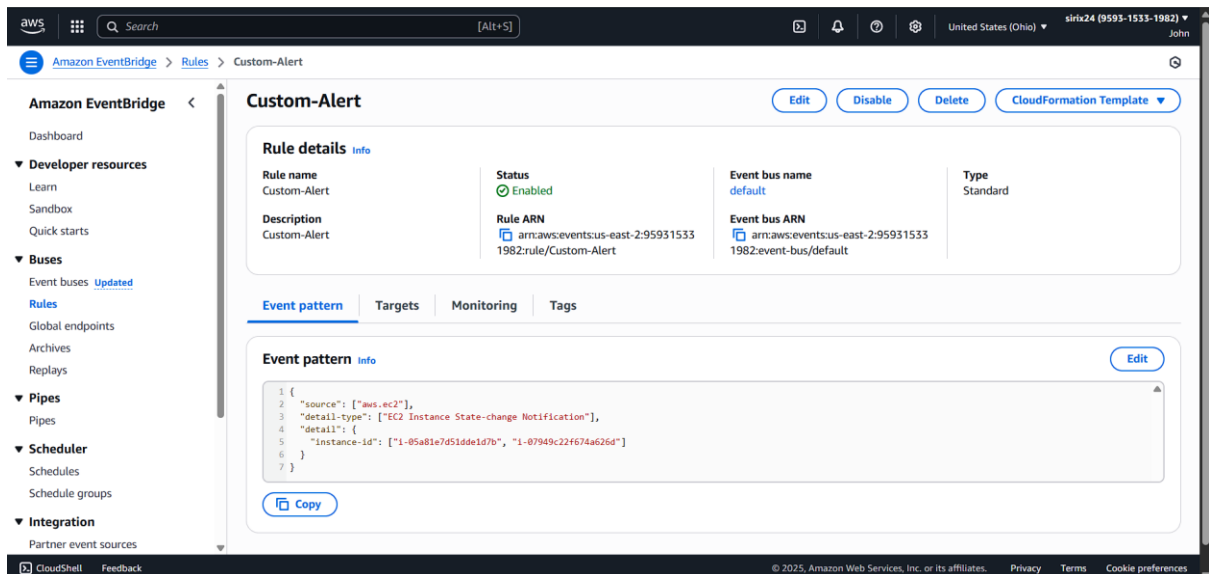 aws
Search
[Alt+S]
United States (Ohio)
sirix24 (9593-1533-1982)
John
Amazon EventBridge > Rules > Custom-Alert
Amazon EventBridge
Dashboard
Developer resources
Learn
Sandbox
Quick starts
Buses
Event buses Updated
Rules
Global endpoints
Archives
Replays
Pipes
Pipes
Scheduler
Schedules
Schedule groups
Integration
Partner event sources
Custom-Alert
Edit
Disable
Delete
CloudFormation Template
Rule details Info
Rule name
Custom-Alert
Status
Enabled
Event bus name
default
Type
Standard
Description
Custom-Alert
Rule ARN
arn:aws:events:us-east-2:95931533
1982:rule/Custom-Alert
Event bus ARN
arn:aws:events:us-east-2:95931533
1982:event-bus/default
Event pattern
Targets
Monitoring
Tags
Event pattern Info
Edit
1 {
2 "source": ["aws.ec2"],
3 "detail-type": ["EC2 Instance State-change Notification"],
4 "detail": {
5 "instance-id": ["i-05a81e7d51dde1d7b", "i-07949c22f674a626d"]
6 }
7 }
Copy
CloudShell
Feedback
© 2025, Amazon Web Services, Inc. or its affiliates.
Privacy
Terms
Cookie preferences